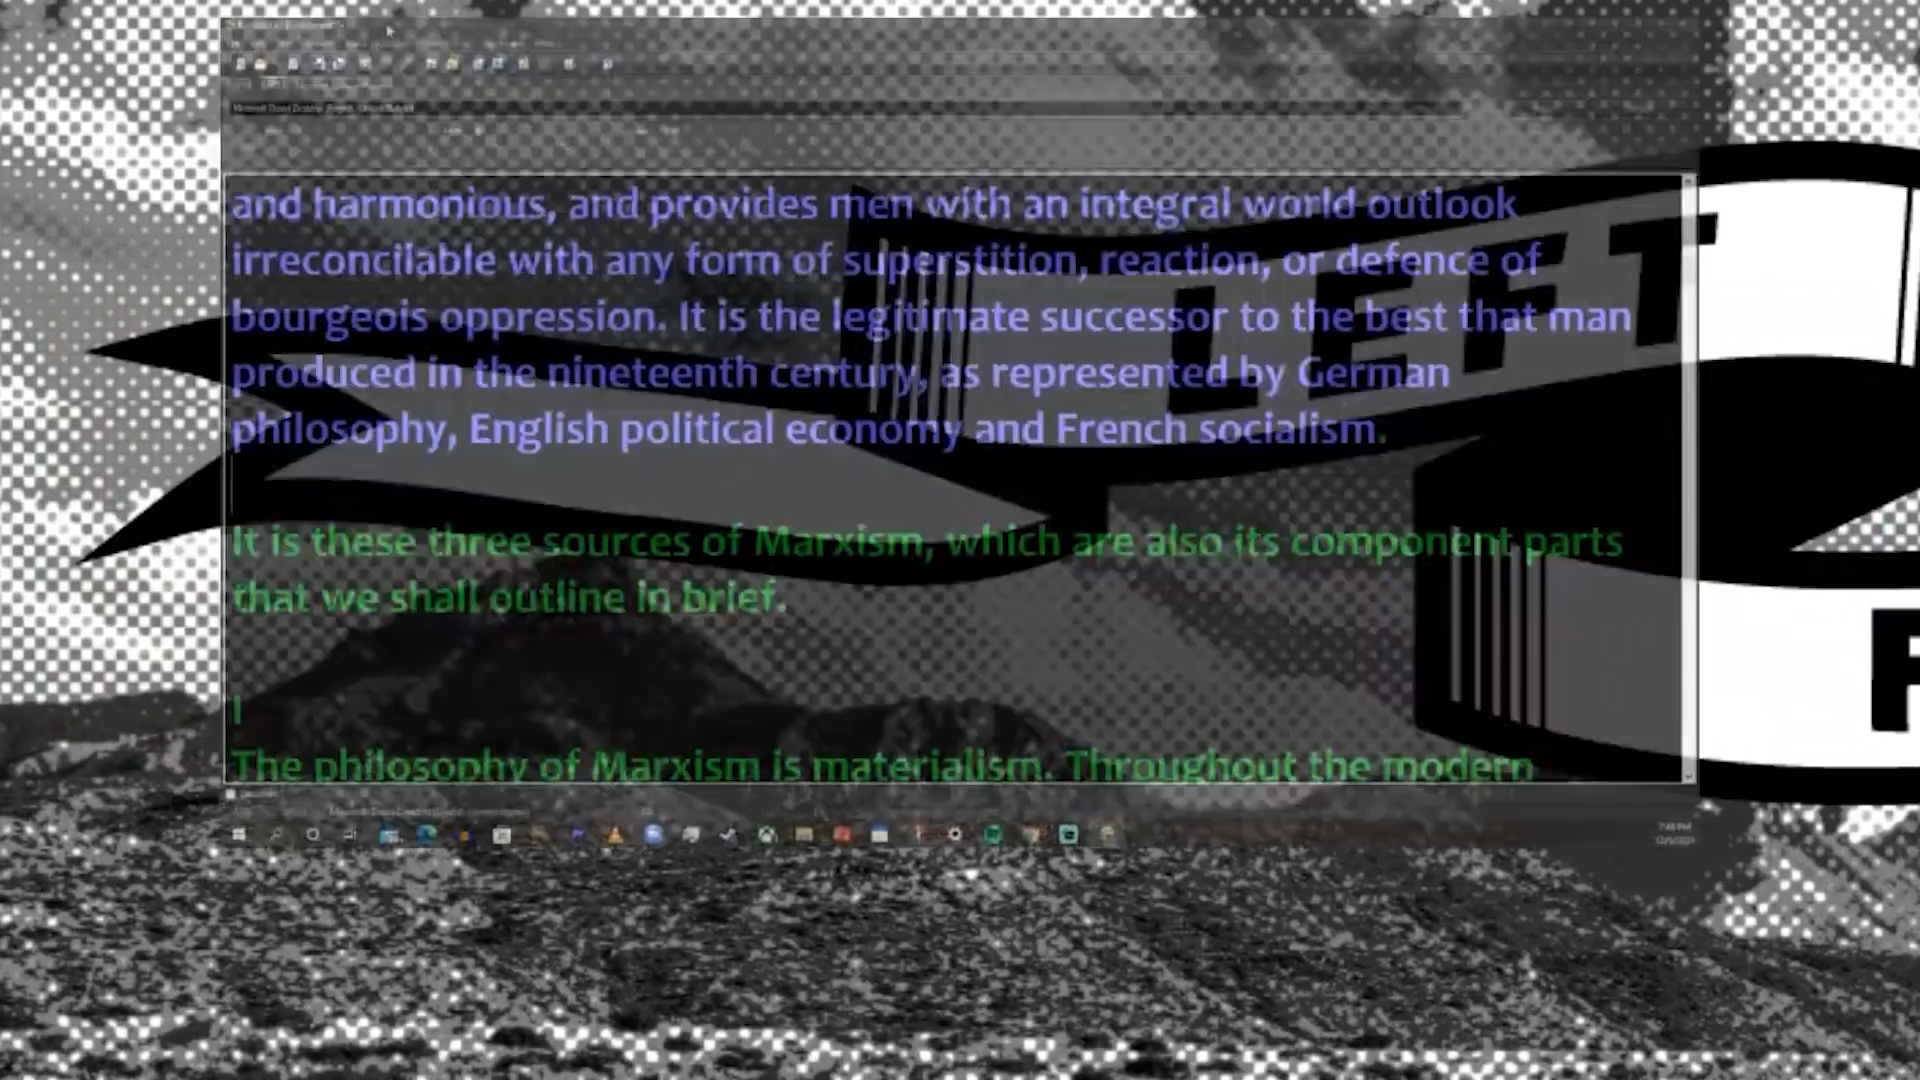 and harmonious, and provides men with an integral world outlook
irreconcilable with any form of superstition, reaction, or defence of
bourgeois oppression. It is the legitimate successor to the best that man
produced in the nineteenth century, as represented by German
philosophy, English political economy and French socialism.
It is these three sources of Marxism, which are also its component parts
that we shall outline in brief.
I
The philosophy of Marxism is materialism. Throughout the modern
LEFT
7:48 PM